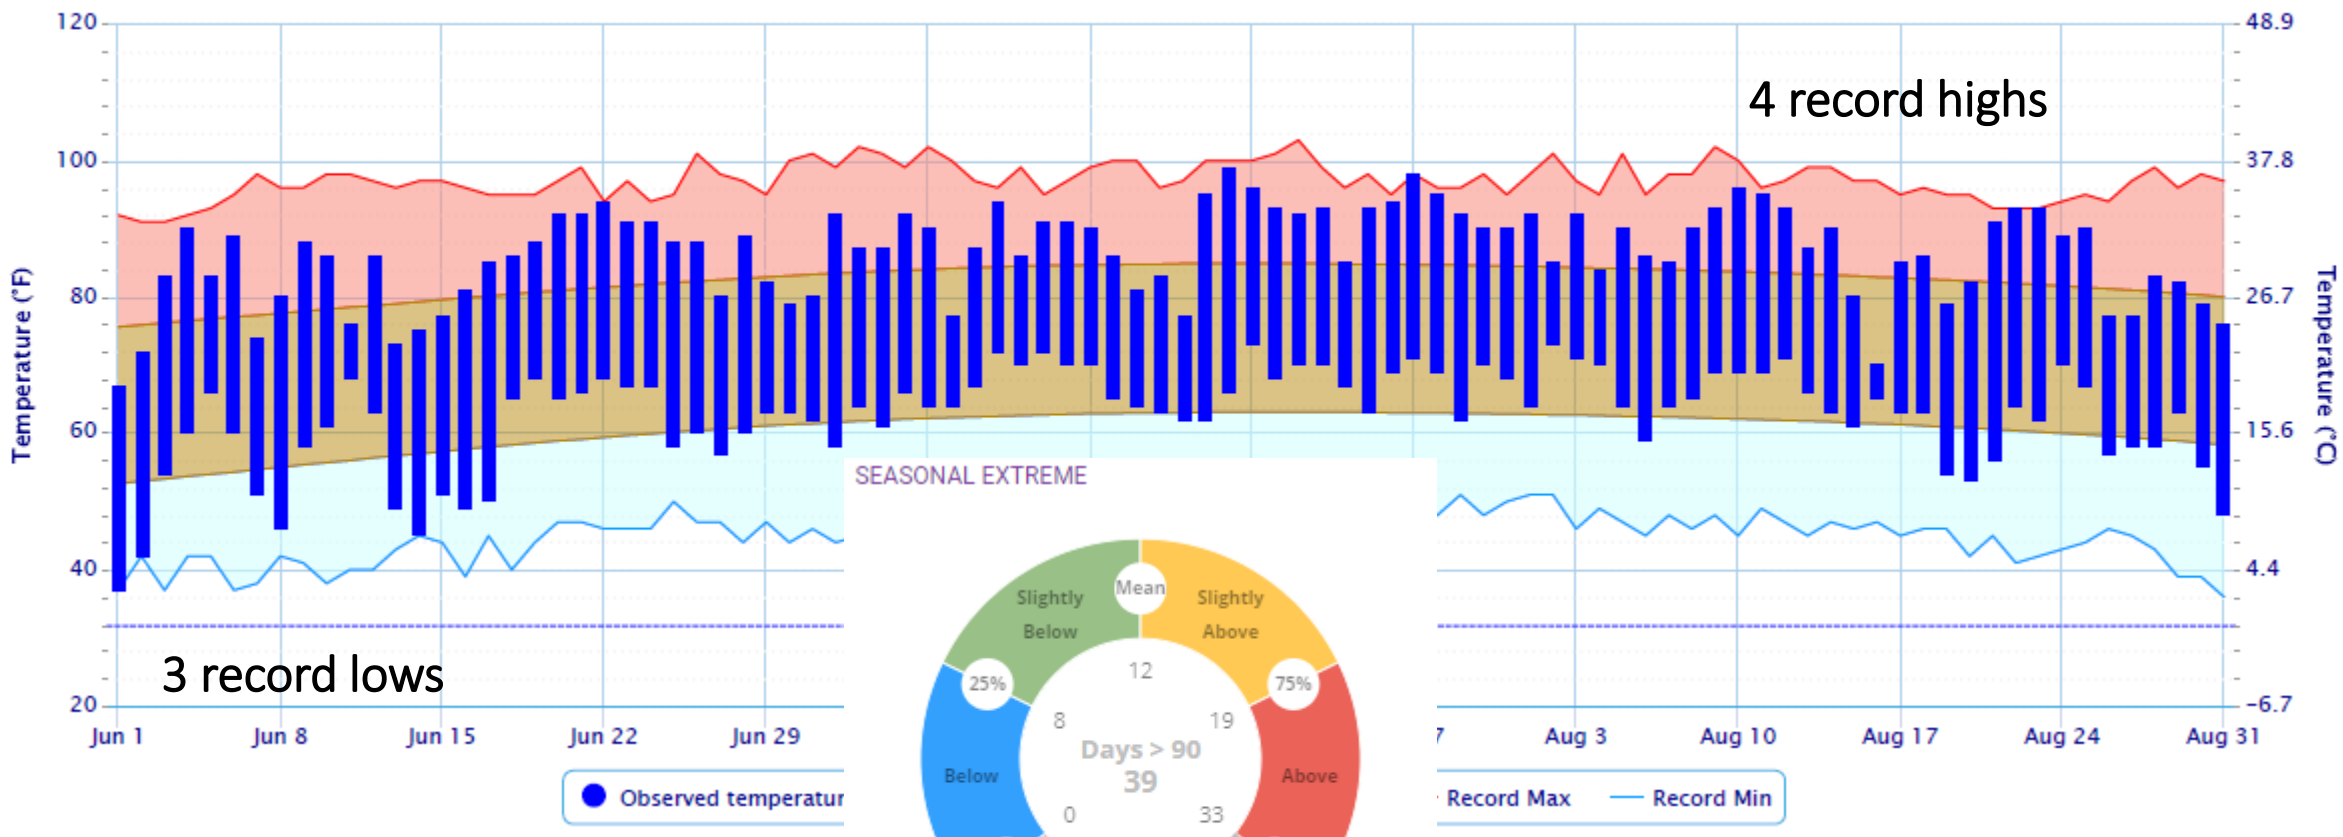 120
48.9
4 record highs
100
37.8
Temperature (°F)
Temperature (°C)
80
26.7
60
15.6
SEASONAL EXTREME
40
4.4
Mean
Slightly
Below
Slightly
Above
3 record lows
12
25%
75%
20
-6.7
8
19
Jun 1
Jun 8
Jun 15
Jun 22
Jun 29
7
Aug 3
Aug 10
Aug 17
Aug 24
Aug 31
Days > 90
39
Below
Above
Observed temperatur
Record Max
Record Min
0
33